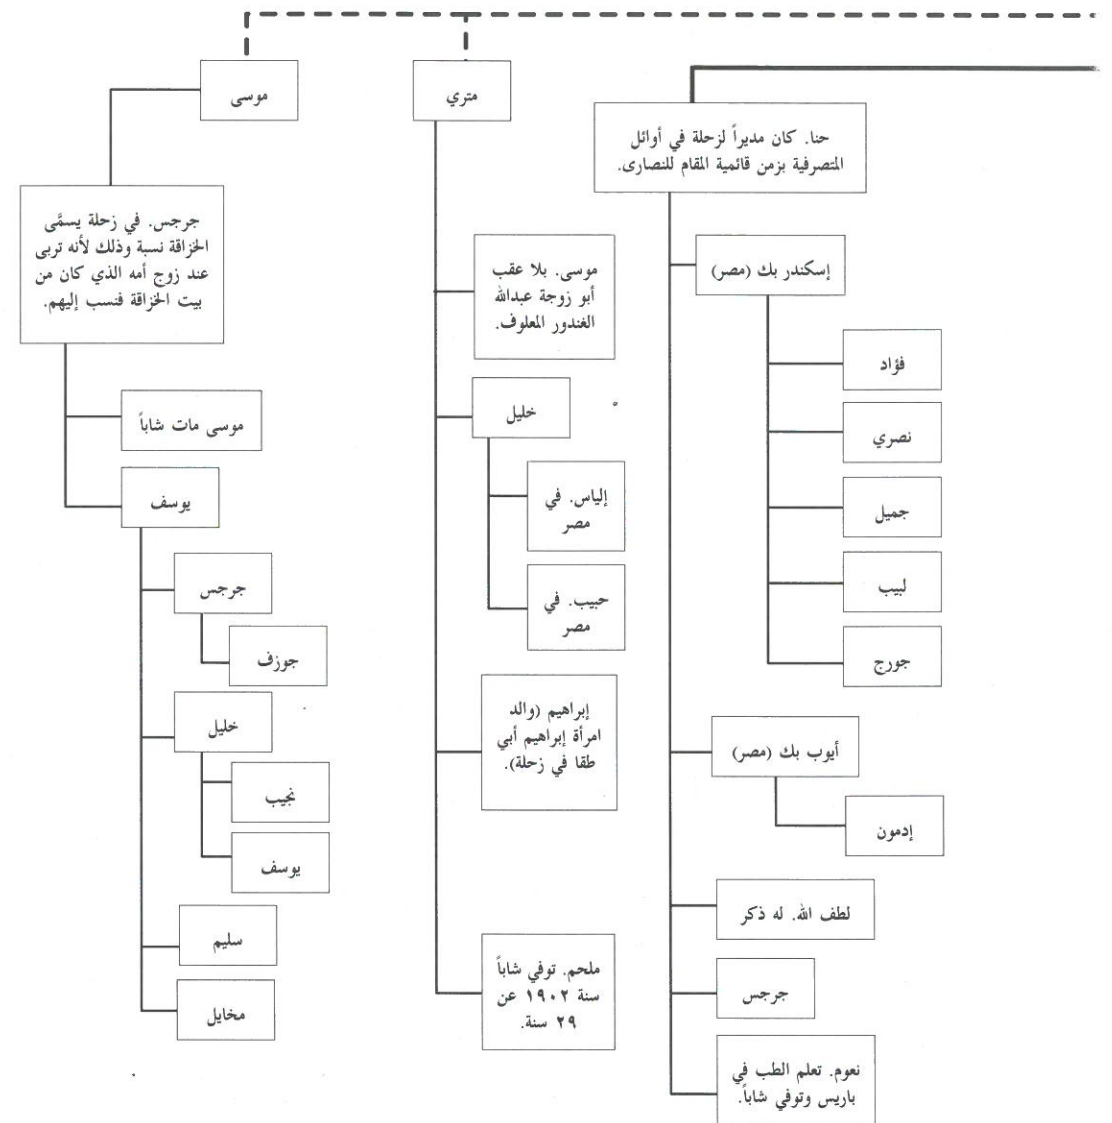 حنا. كان مديراً لزحلة في أوائل
المتصرفية بزمن قائمية المقام للنصارى.
إسكندر بك (مصر)
فؤاد
نصري
جميل
لبيب
جورج
أيوب بك (مصر)
إدمون
لطف الله. له ذكر
جرجس
نعوم. تعلم الطب في
باريس وتوفي شاباً.
متري
موسى. بلا عقب
أبو زوجة عبدالله
الغندور المعلوف.
خليل
إلياس. في
مصر
حبيب. في
مصر
إبراهيم (والد
امرأة إبراهيم أبي
طقا في زحلة).
ملحم. توفي شاباً
سنة ١٩٠٢ عن
٢٩ سنة.
موسى
جرجس. في زحلة يسمَّى
الخزاقة نسبة وذلك لأنه تربى
عند زوج أمه الذي كان من
بيت الخزاقة فنسب إليهم.
موسى مات شاباً
يوسف
جرجس
جوزف
خليل
نجيب
يوسف
سليم
مخايل